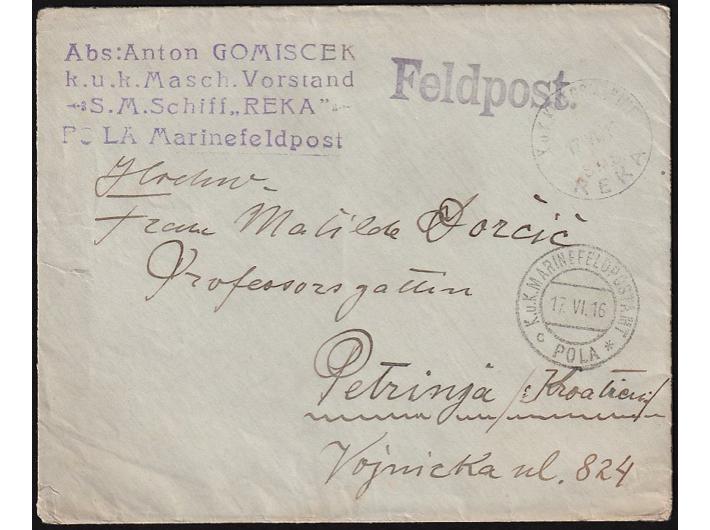 Abs:Anton GOMISCEK
k.u.k.Masch.Vorstand
S.M.Schiff„REKA"
POLA Marinefeldpost
Feldpost.
REKA
Frau Matilde Dorčić
Professorsgattin
K.u.K.MARINEFELDPOSTAMT
17.VI.16
c POLA *
Petrinja /Kroatien/
Vojnicka ul. 824